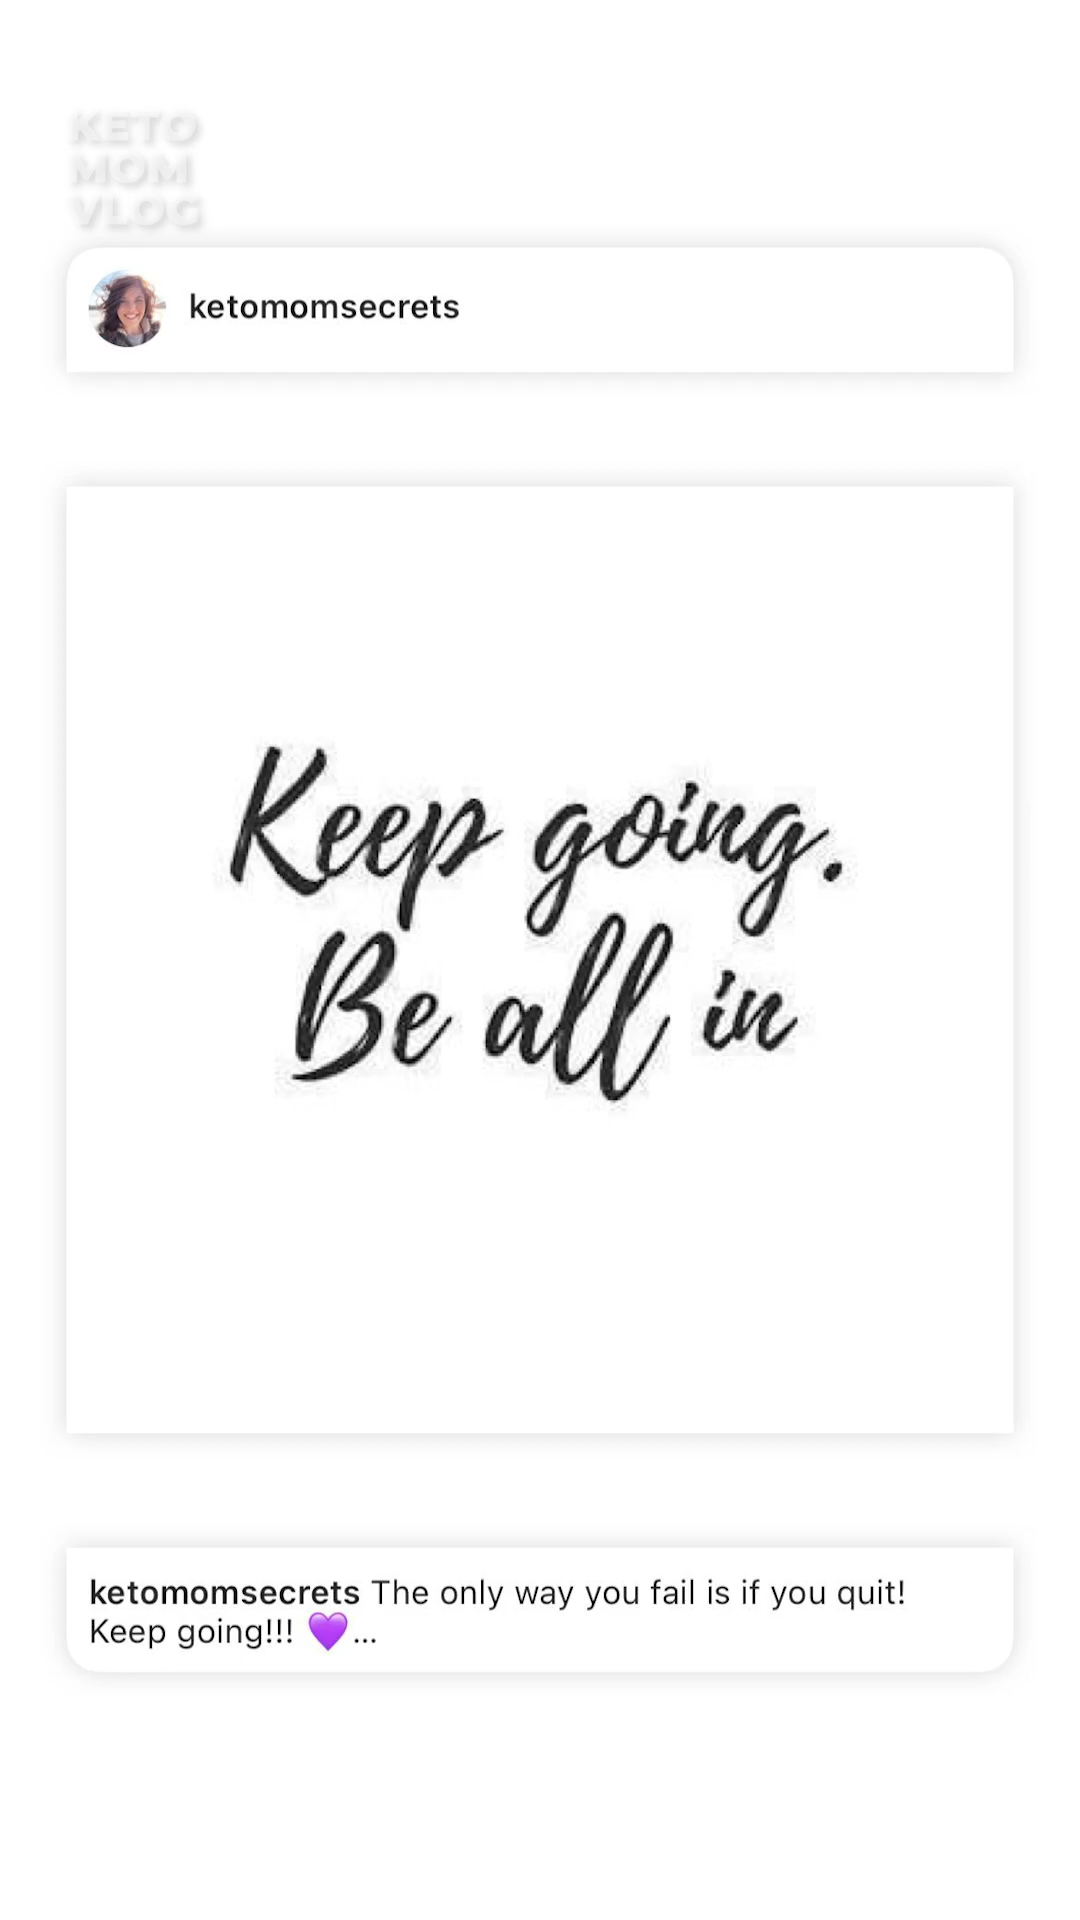 KETO
MOM
VLOG
ketomomsecrets
Keep going.
Be all in
ketomomsecrets The only way you fail is if you quit!
Keep going!!! 💜...